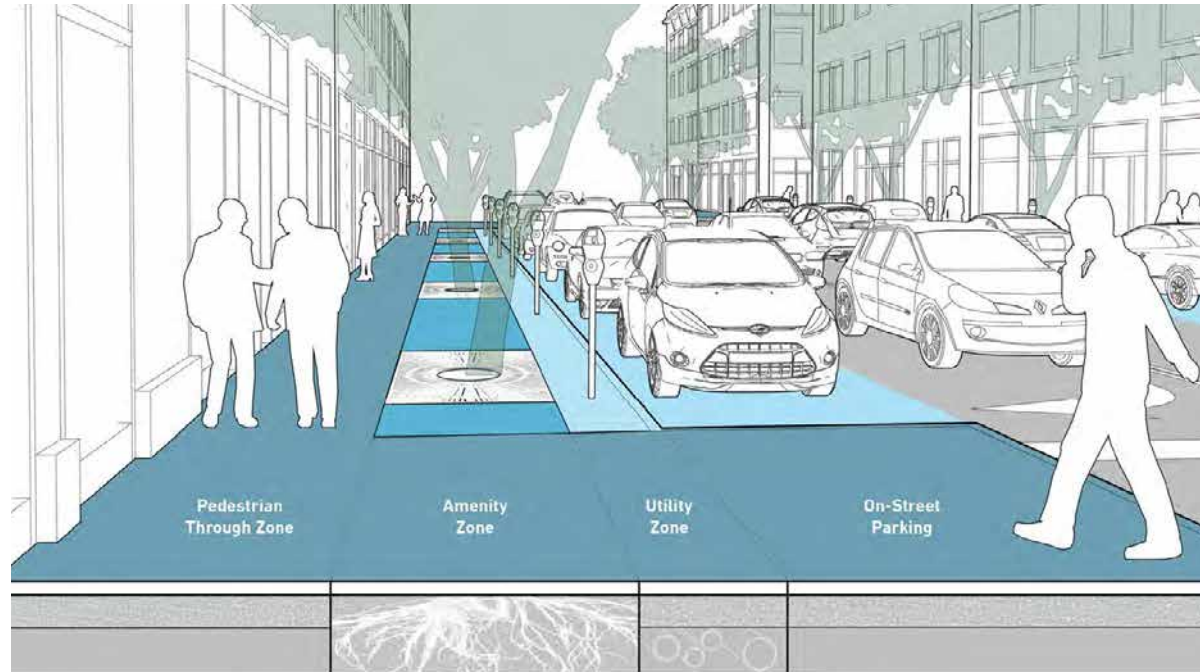 Pedestrian
Through Zone
Amenity
Zone
Utility
Zone
On-Street
Parking